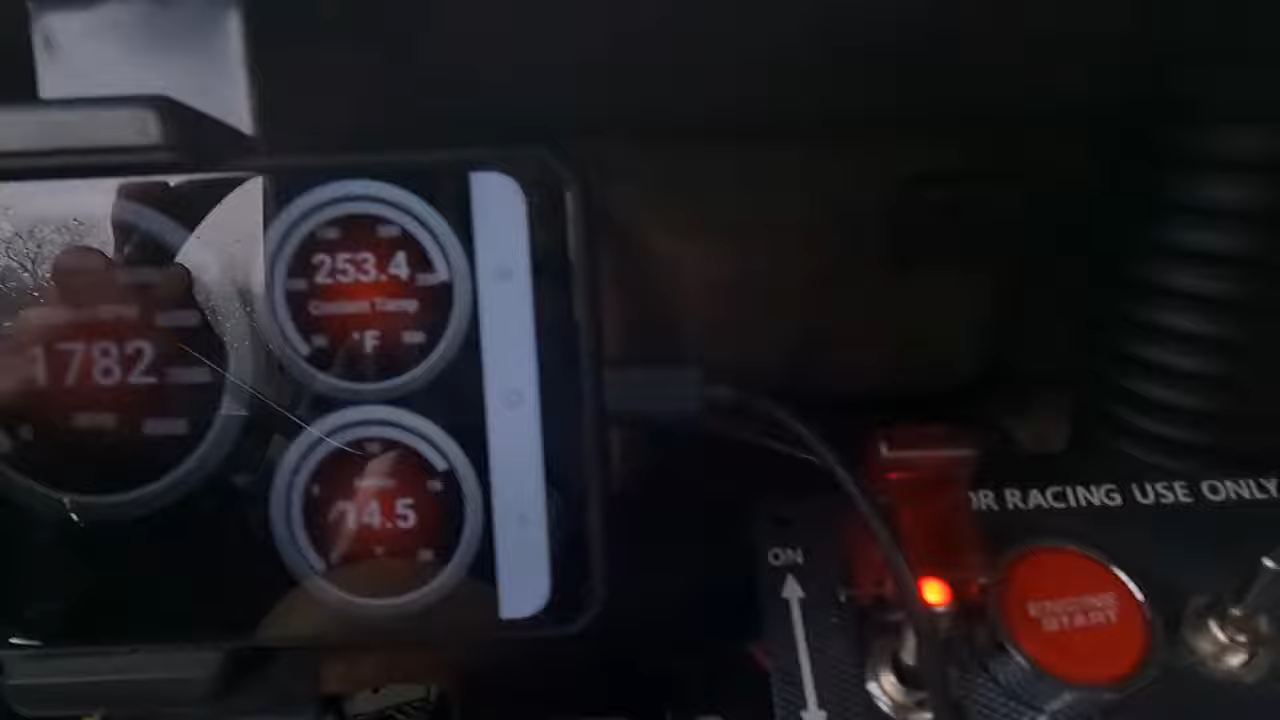 253.4
Coolant Temp
°F
1782
14.5
V
OR RACING USE ONLY
ON
ENGINE
START